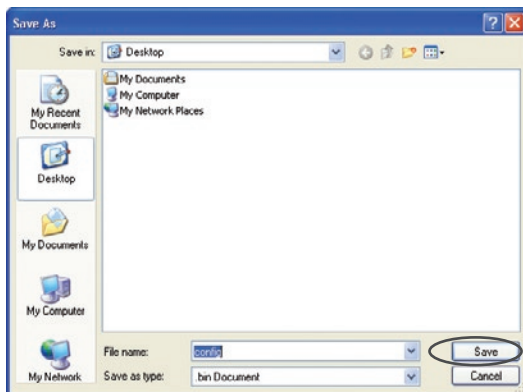 Save As
Save in:
Desktop
My Documents
My Computer
My Network Places
My Recent
Documents
Desktop
My Documents
My Computer
My Network
File name:
config
Save
Save as type:
.bin Document
Cancel